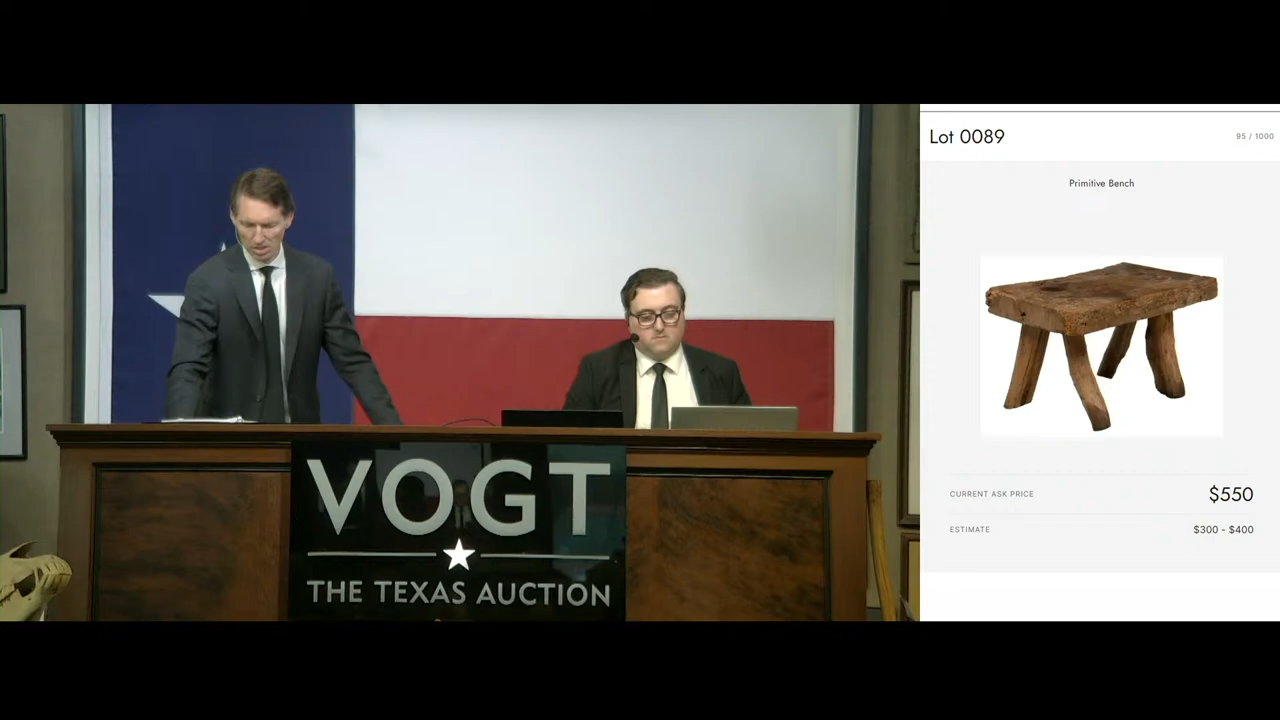 VOGT
THE TEXAS AUCTION
Lot 0089
95 / 1000
Primitive Bench
CURRENT ASK PRICE
$550
ESTIMATE
$300 - $400